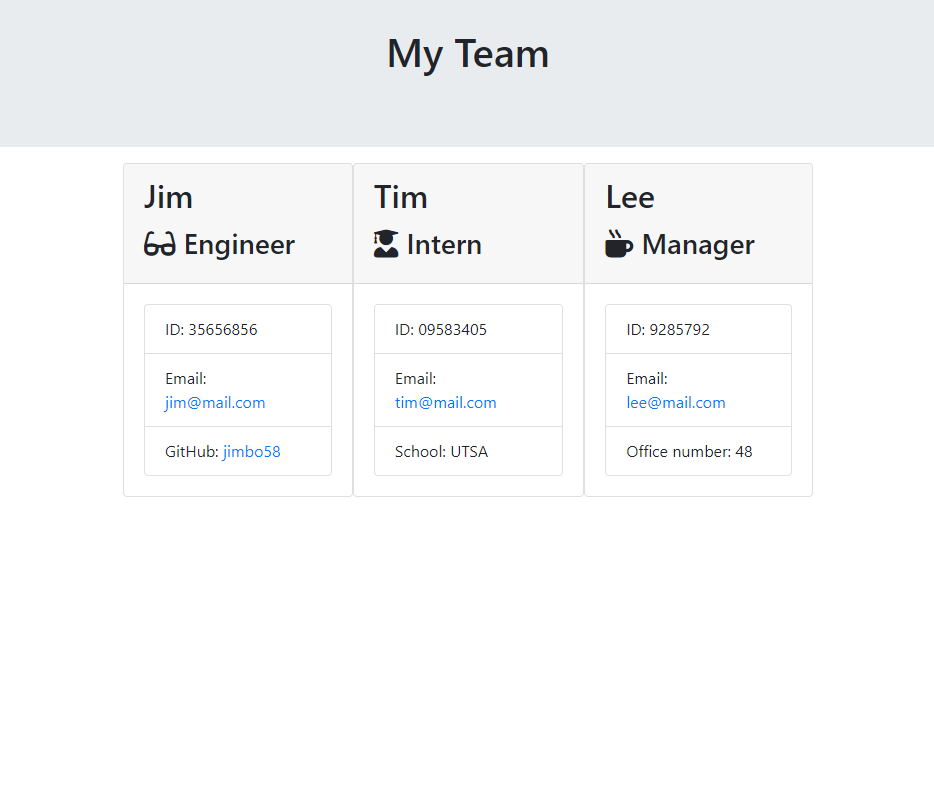 My Team
Jim
Engineer
ID: 35656856
Email:
jim@mail.com
GitHub: jimbo58
Tim
Intern
ID: 09583405
Email:
tim@mail.com
School: UTSA
Lee
Manager
ID: 9285792
Email:
lee@mail.com
Office number: 48